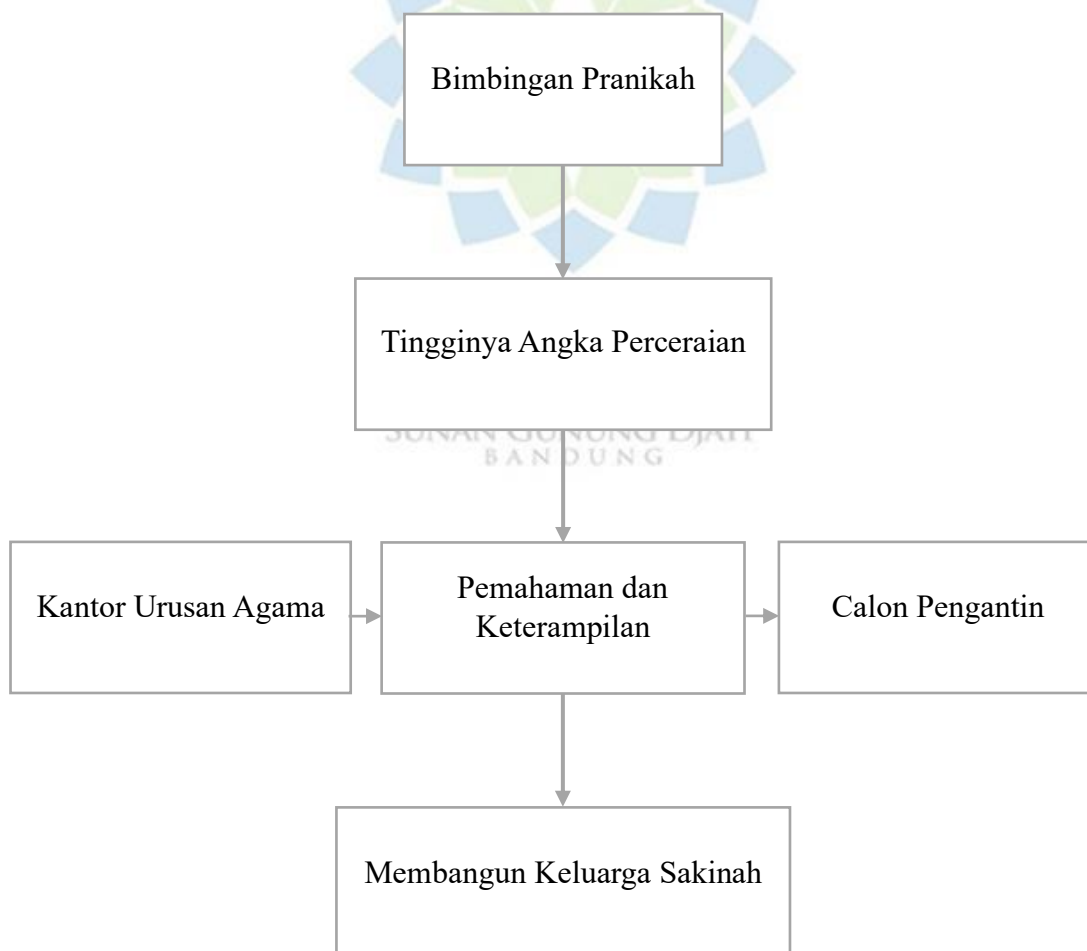 Bimbingan Pranikah
Tingginya Angka Perceraian
SUNAN GUNUNG DJATI
BANDUNG
Kantor Urusan Agama
Pemahaman dan
Keterampilan
Calon Pengantin
Membangun Keluarga Sakinah